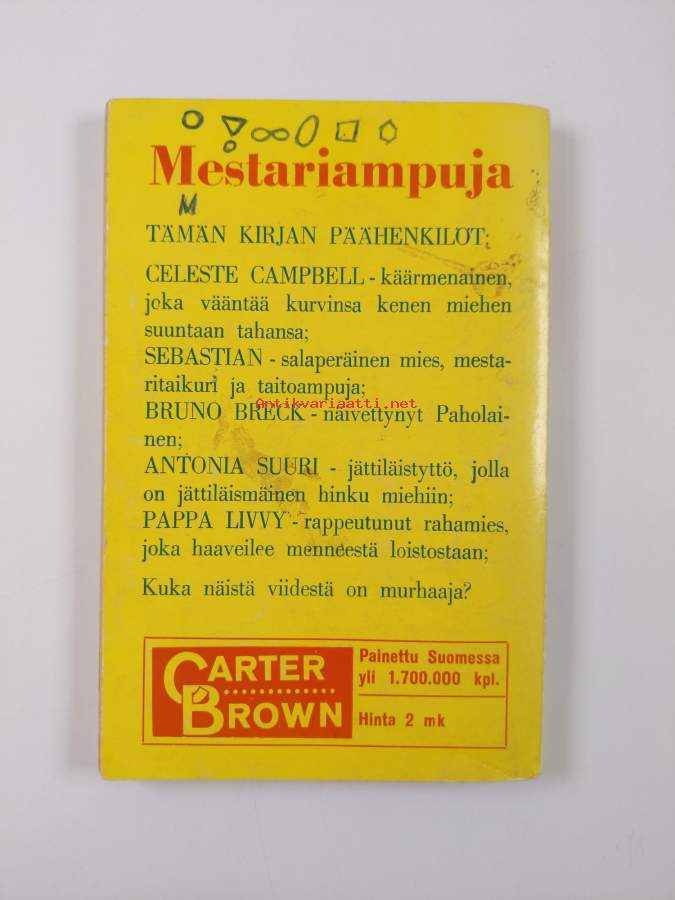 Mestariampuja
M
TÄMÄN KIRJAN PÄÄHENKILÖT:
CELESTE CAMPBELL - käärmenainen,
joka vääntää kurvinsa kenen miehen
suuntaan tahansa;
SEBASTIAN - salaperäinen mies, mesta-
ritaikuri ja taitoampuja;
Antikvariaatti.net
BRUNO BRECK - näivettynyt Paholai-
nen;
ANTONIA SUURI - jättiläistyttö, jolla
on jättiläismäinen hinku miehiin;
PAPPA LIVVY - rappeutunut rahamies,
joka haaveilee menneestä loistostaan;
Kuka näistä viidestä on murhaaja?
CARTER
BROWN
Painettu Suomessa
yli 1.700.000 kpl.
Hinta 2 mk